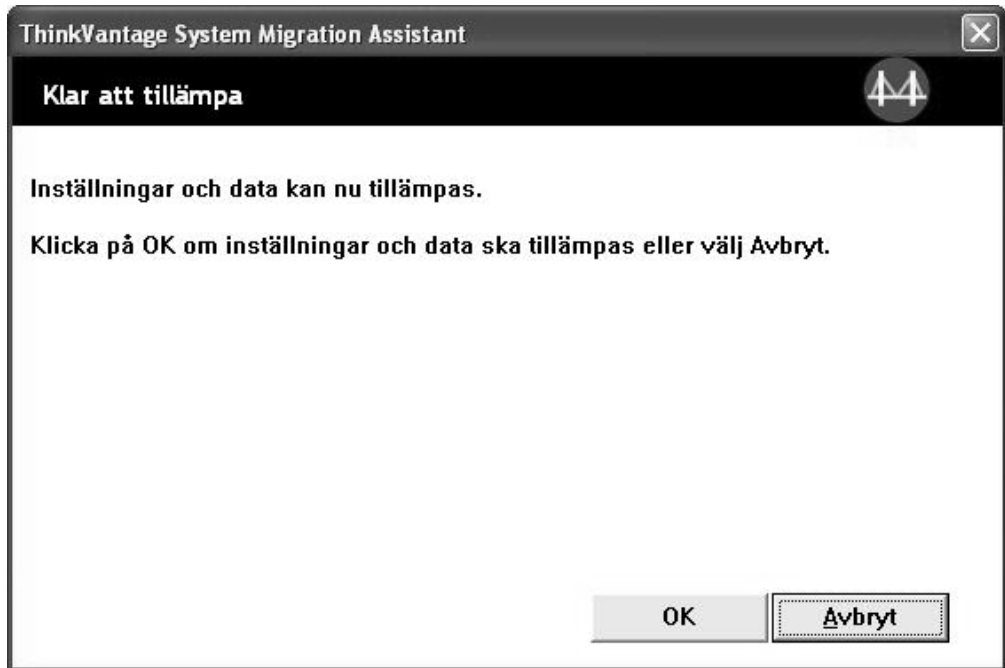 ThinkVantage System Migration Assistant
Klar att tillämpa
Inställningar och data kan nu tillämpas.
Klicka på OK om inställningar och data ska tillämpas eller välj Avbryt.
OK
Avbryt